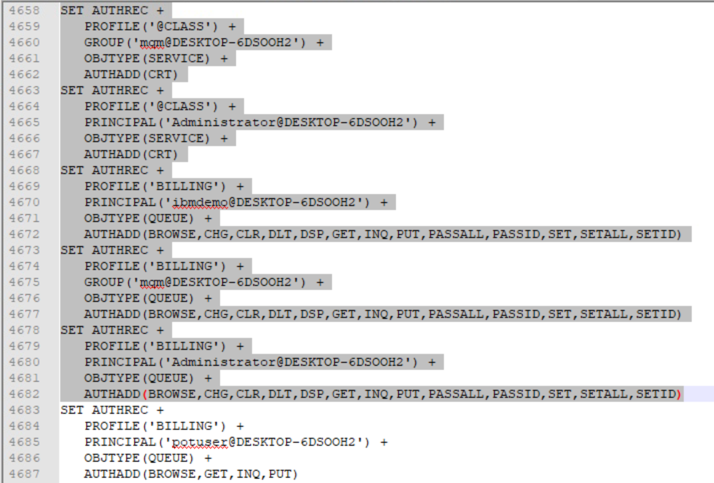 4658 SET AUTHREC +
4659 PROFILE('@CLASS') +
4660 GROUP('mqm@DESKTOP-6DSOOH2') +
4661 OBJTYPE(SERVICE) +
4662 AUTHADD(CRT)
4663 SET AUTHREC +
4664 PROFILE('@CLASS') +
4665 PRINCIPAL('Administrator@DESKTOP-6DSOOH2') +
4666 OBJTYPE(SERVICE) +
4667 AUTHADD(CRT)
4668 SET AUTHREC +
4669 PROFILE('BILLING') +
4670 PRINCIPAL('ibmdemo@DESKTOP-6DSOOH2') +
4671 OBJTYPE(QUEUE) +
4672 AUTHADD(BROWSE,CHG,CLR,DLT,DSP,GET,INQ,PUT,PASSALL,PASSID,SET,SETALL,SETID)
4673 SET AUTHREC +
4674 PROFILE('BILLING') +
4675 GROUP('mqm@DESKTOP-6DSOOH2') +
4676 OBJTYPE(QUEUE) +
4677 AUTHADD(BROWSE,CHG,CLR,DLT,DSP,GET,INQ,PUT,PASSALL,PASSID,SET,SETALL,SETID)
4678 SET AUTHREC +
4679 PROFILE('BILLING') +
4680 PRINCIPAL('Administrator@DESKTOP-6DSOOH2') +
4681 OBJTYPE(QUEUE) +
4682 AUTHADD(BROWSE,CHG,CLR,DLT,DSP,GET,INQ,PUT,PASSALL,PASSID,SET,SETALL,SETID)
4683 SET AUTHREC +
4684 PROFILE('BILLING') +
4685 PRINCIPAL('potuser@DESKTOP-6DSOOH2') +
4686 OBJTYPE(QUEUE) +
4687 AUTHADD(BROWSE,GET,INQ,PUT)